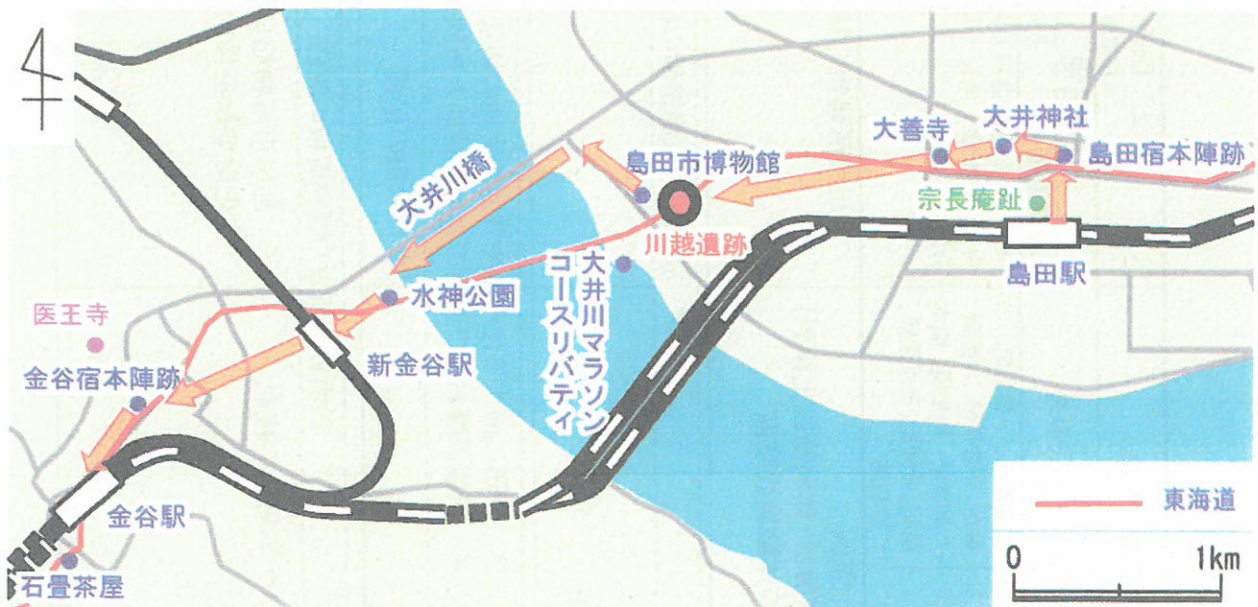 大善寺
大井神社
島田市博物館
島田宿本陣跡
大井川橋
宗長庵趾
川越遺跡
島田駅
水神公園
大井川マラソン
コースリバティ
医王寺
新金谷駅
金谷宿本陣跡
金谷駅
東海道
0 1km
石畳茶屋